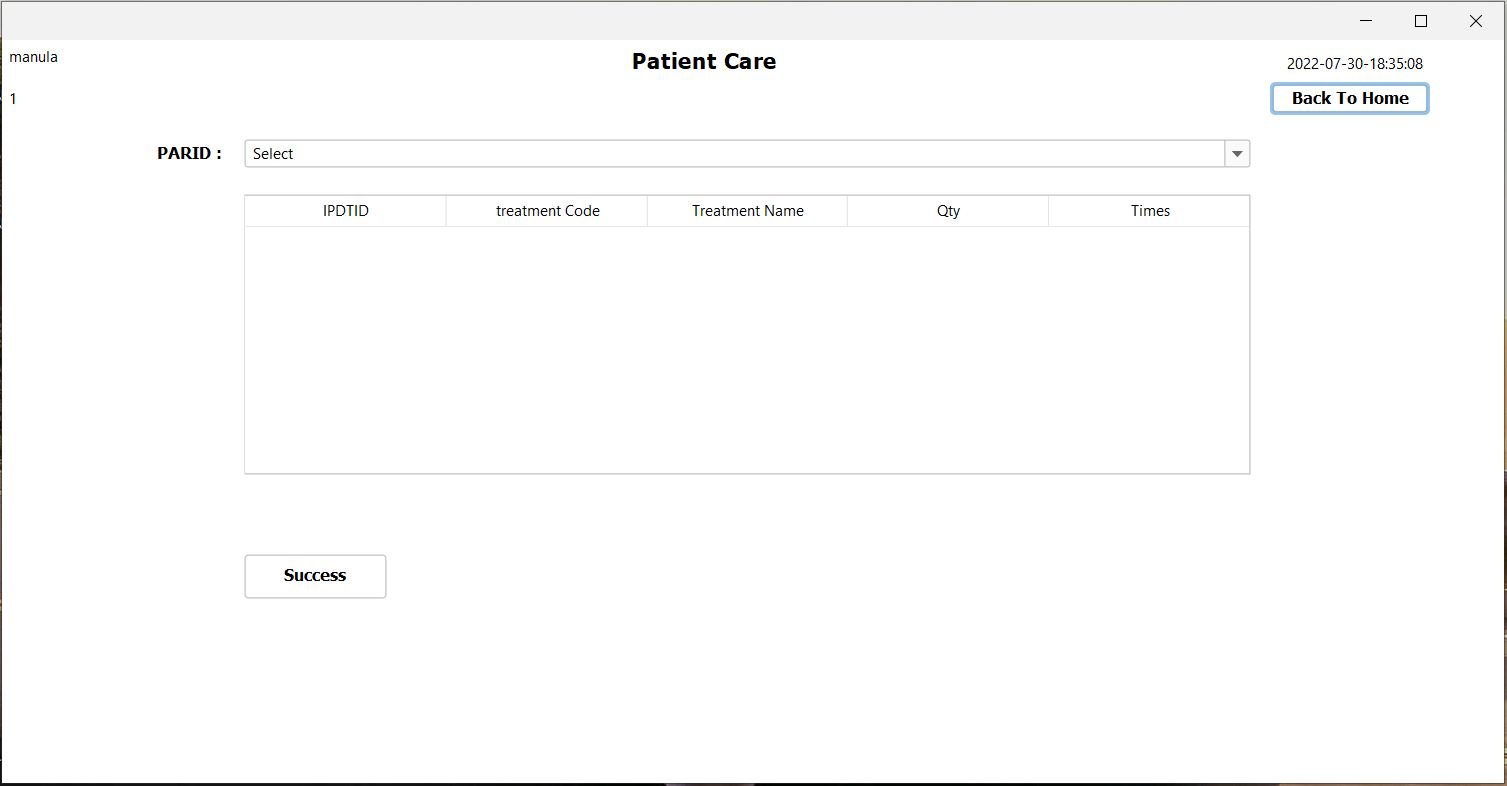 manula
Patient Care
2022-07-30-18:35:08
1
Back To Home
PARID :
Select
IPDTID treatment Code Treatment Name Qty Times
Success